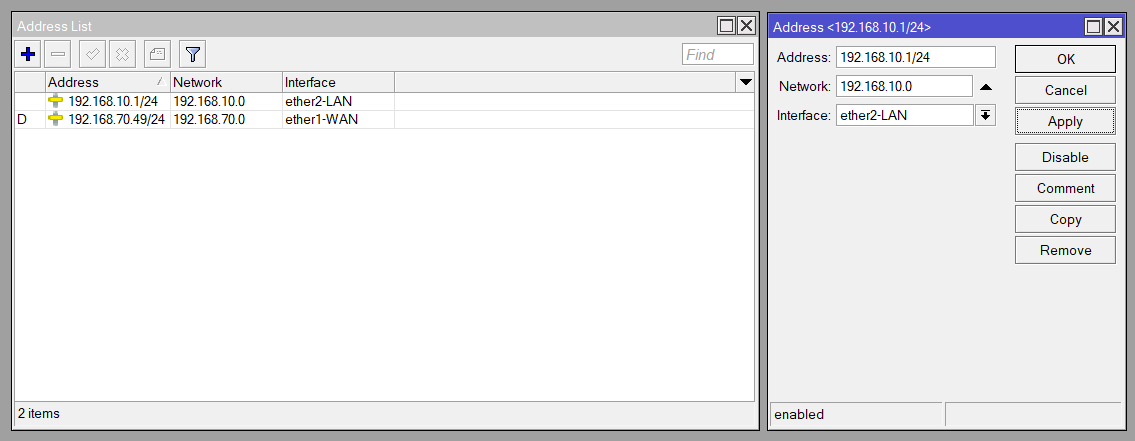 Address List
Find
Address Network Interface
192.168.10.1/24 192.168.10.0 ether2-LAN
D 192.168.70.49/24 192.168.70.0 ether1-WAN
2 items
Address <192.168.10.1/24>
Address: 192.168.10.1/24
Network: 192.168.10.0
Interface: ether2-LAN
OK
Cancel
Apply
Disable
Comment
Copy
Remove
enabled